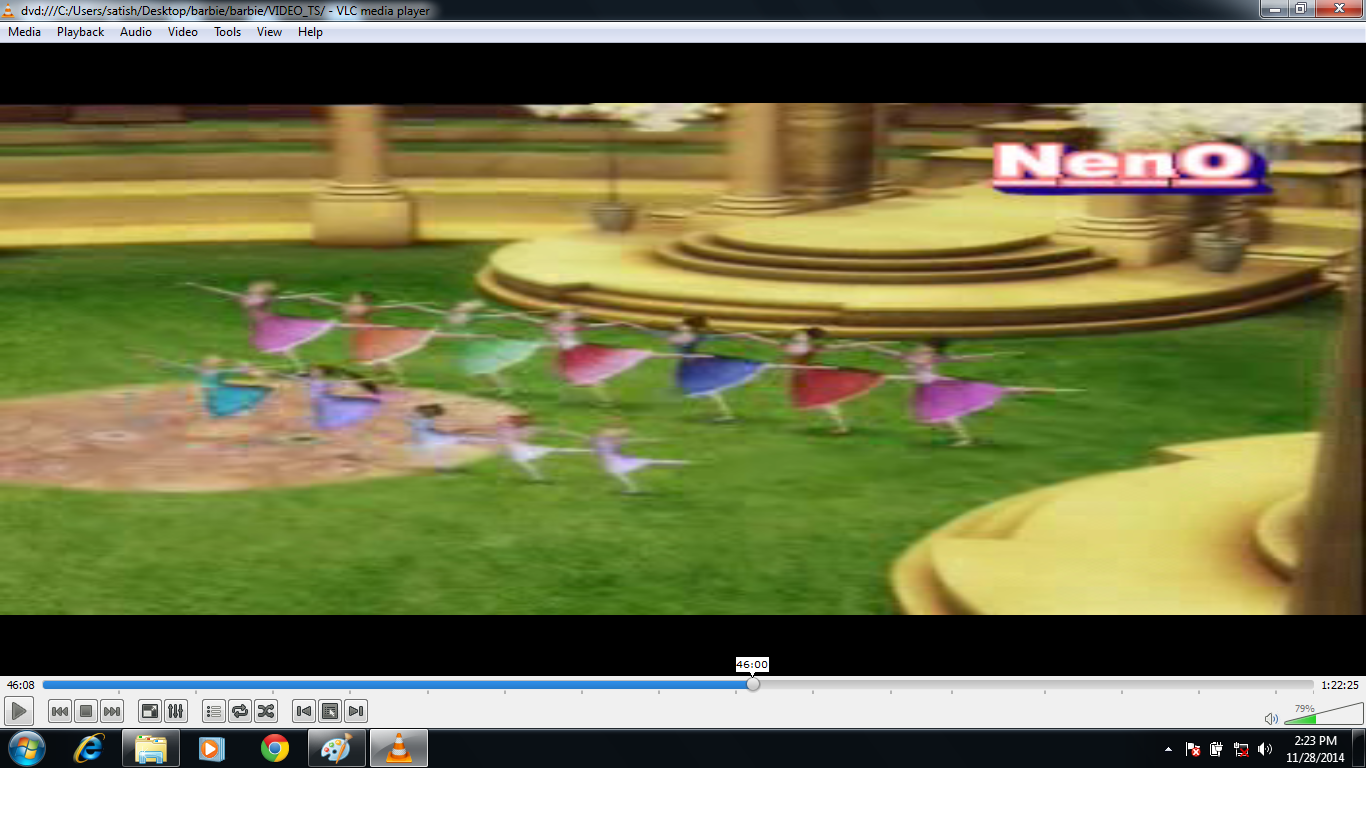 dvd:///C:/Users/satish/Desktop/barbie/barbie/VIDEO_TS/ - VLC media player
Media Playback Audio Video Tools View Help
NenO
46:00
46:08
1:22:25
79%
2:23 PM
11/28/2014